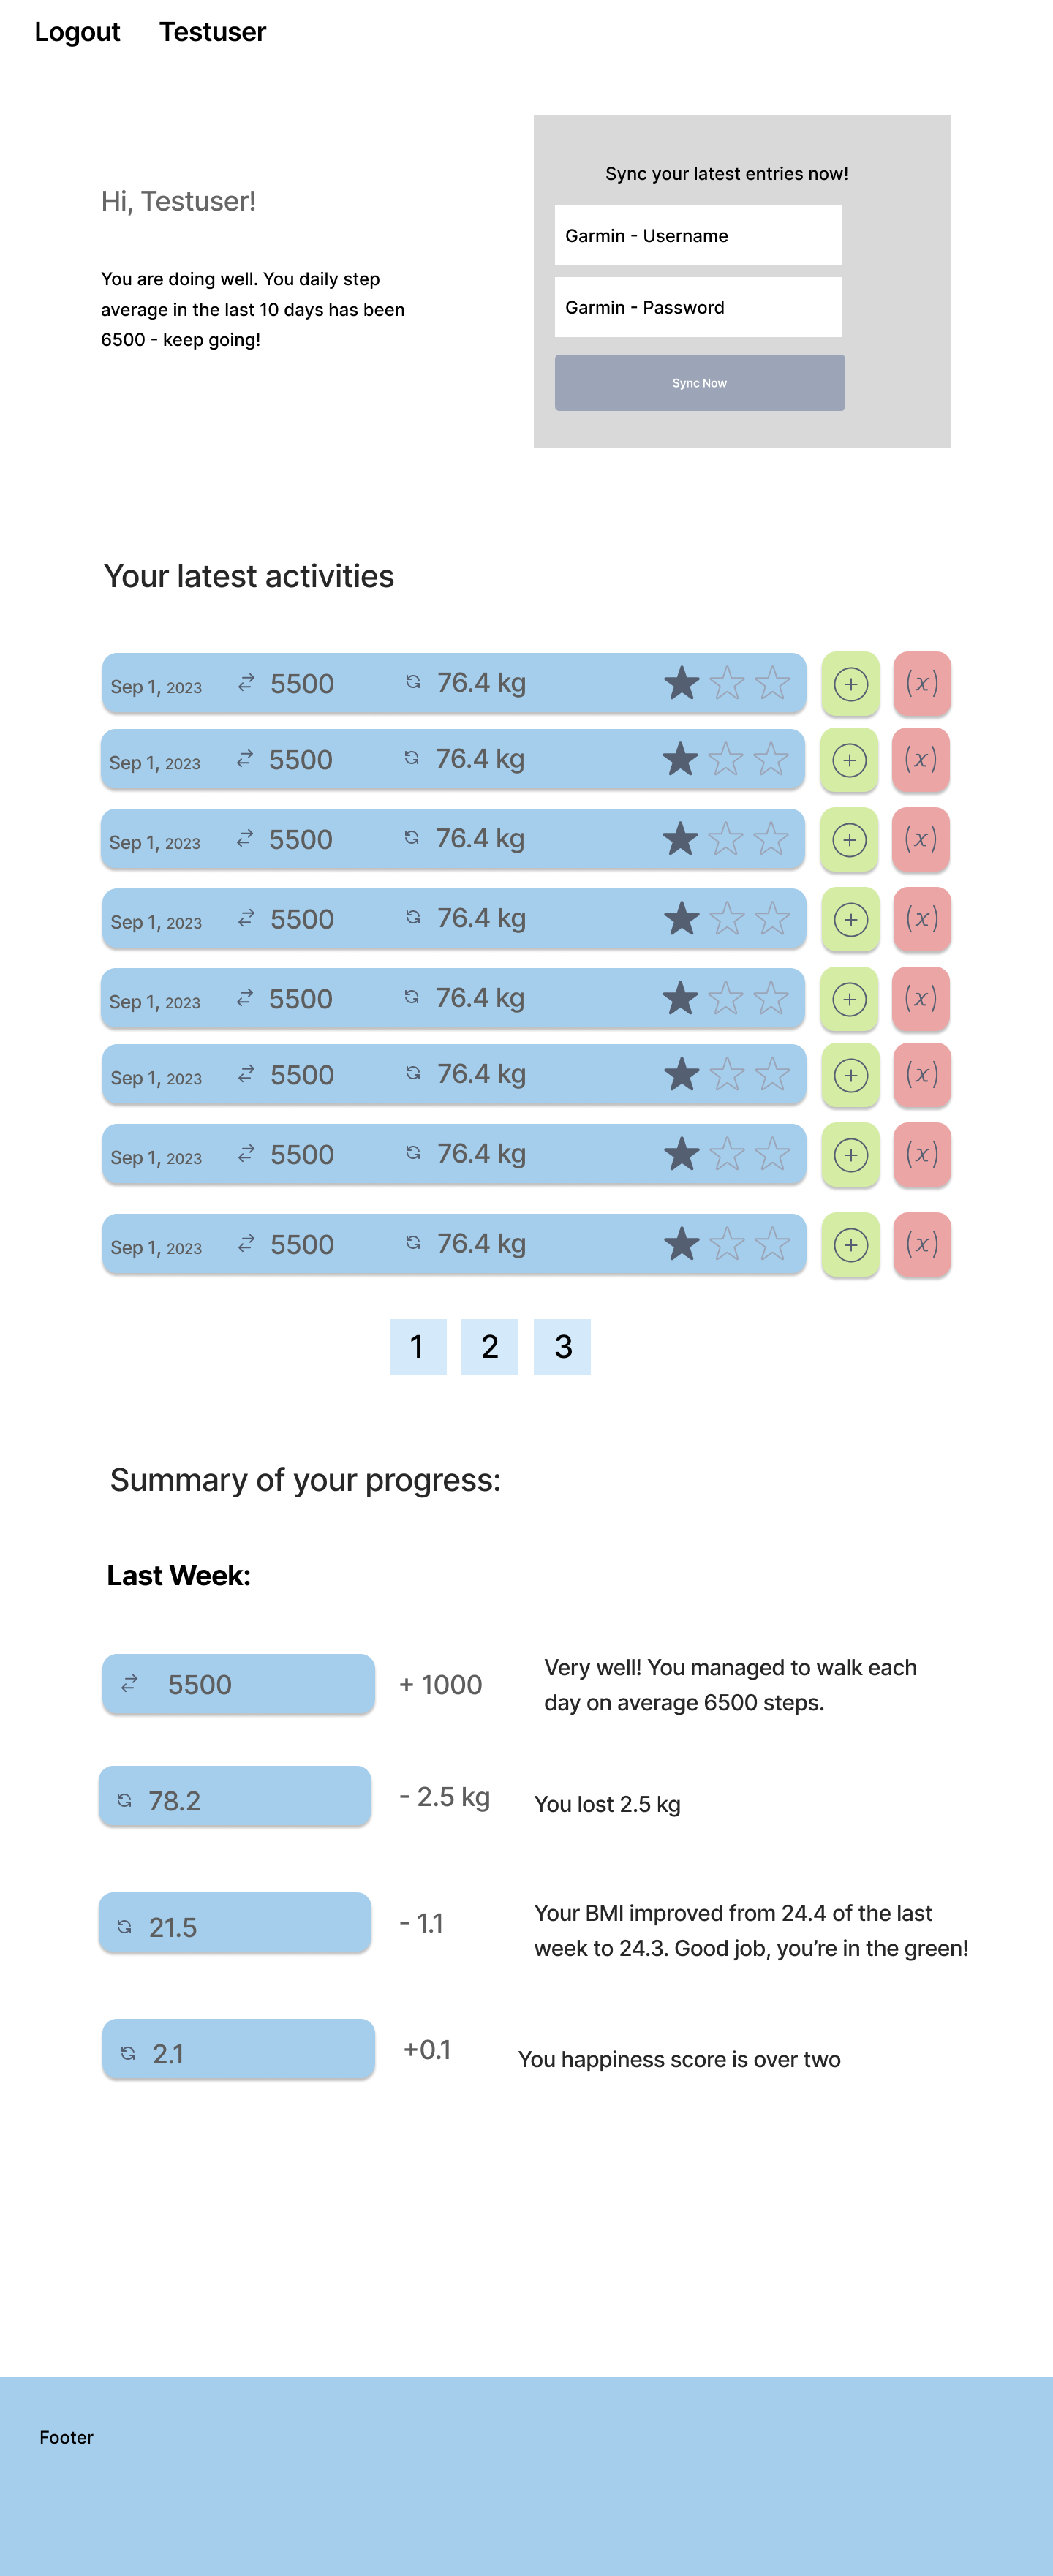 Logout Testuser
Hi, Testuser!
You are doing well. You daily step
average in the last 10 days has been
6500 - keep going!
Sync your latest entries now!
Garmin - Username
Garmin - Password
Sync Now
Your latest activities
Sep 1, 2023 5500 76.4 kg (x)
Sep 1, 2023 5500 76.4 kg (x)
Sep 1, 2023 5500 76.4 kg (x)
Sep 1, 2023 5500 76.4 kg (x)
Sep 1, 2023 5500 76.4 kg (x)
Sep 1, 2023 5500 76.4 kg (x)
Sep 1, 2023 5500 76.4 kg (x)
Sep 1, 2023 5500 76.4 kg (x)
1 2 3
Summary of your progress:
Last Week:
5500 + 1000
Very well! You managed to walk each
day on average 6500 steps.
78.2 - 2.5 kg
You lost 2.5 kg
21.5 - 1.1
Your BMI improved from 24.4 of the last
week to 24.3. Good job, you’re in the green!
2.1 +0.1
You happiness score is over two
Footer